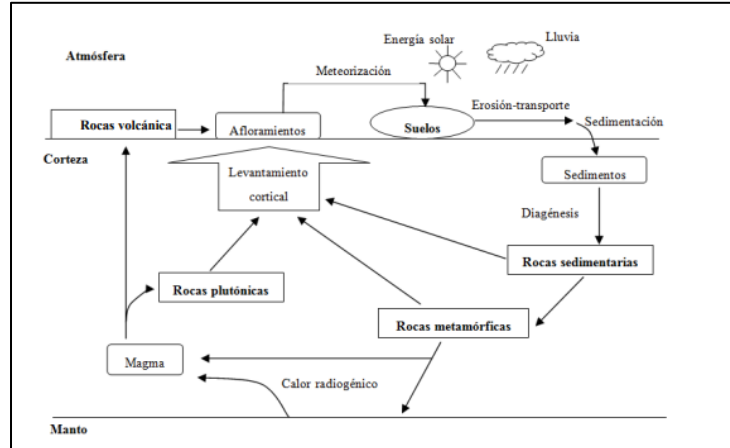 Energía solar
Lluvia
Atmósfera
Meteorización
Erosión-transporte
Rocas volcánica
Afloramientos
Suelos
Sedimentación
Corteza
Levantamiento
cortical
Sedimentos
Diagénesis
Rocas sedimentarias
Rocas plutónicas
Rocas metamórficas
Magma
Calor radiogénico
Manto